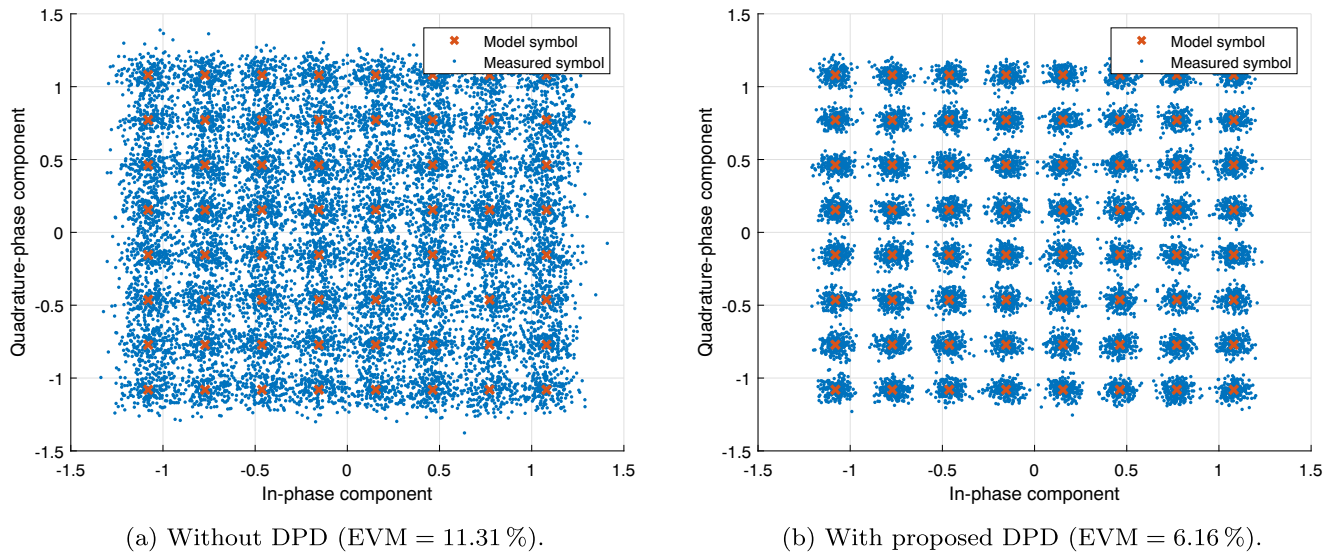 1.5
1
0.5
0
-0.5
-1
-1.5
-1.5
-1
-0.5
0
0.5
1
1.5
Quadrature-phase component
In-phase component
Model symbol
Measured symbol
(a) Without DPD (EVM = 11.31 %).
1.5
1
0.5
0
-0.5
-1
-1.5
-1.5
-1
-0.5
0
0.5
1
1.5
Quadrature-phase component
In-phase component
Model symbol
Measured symbol
(b) With proposed DPD (EVM = 6.16 %).